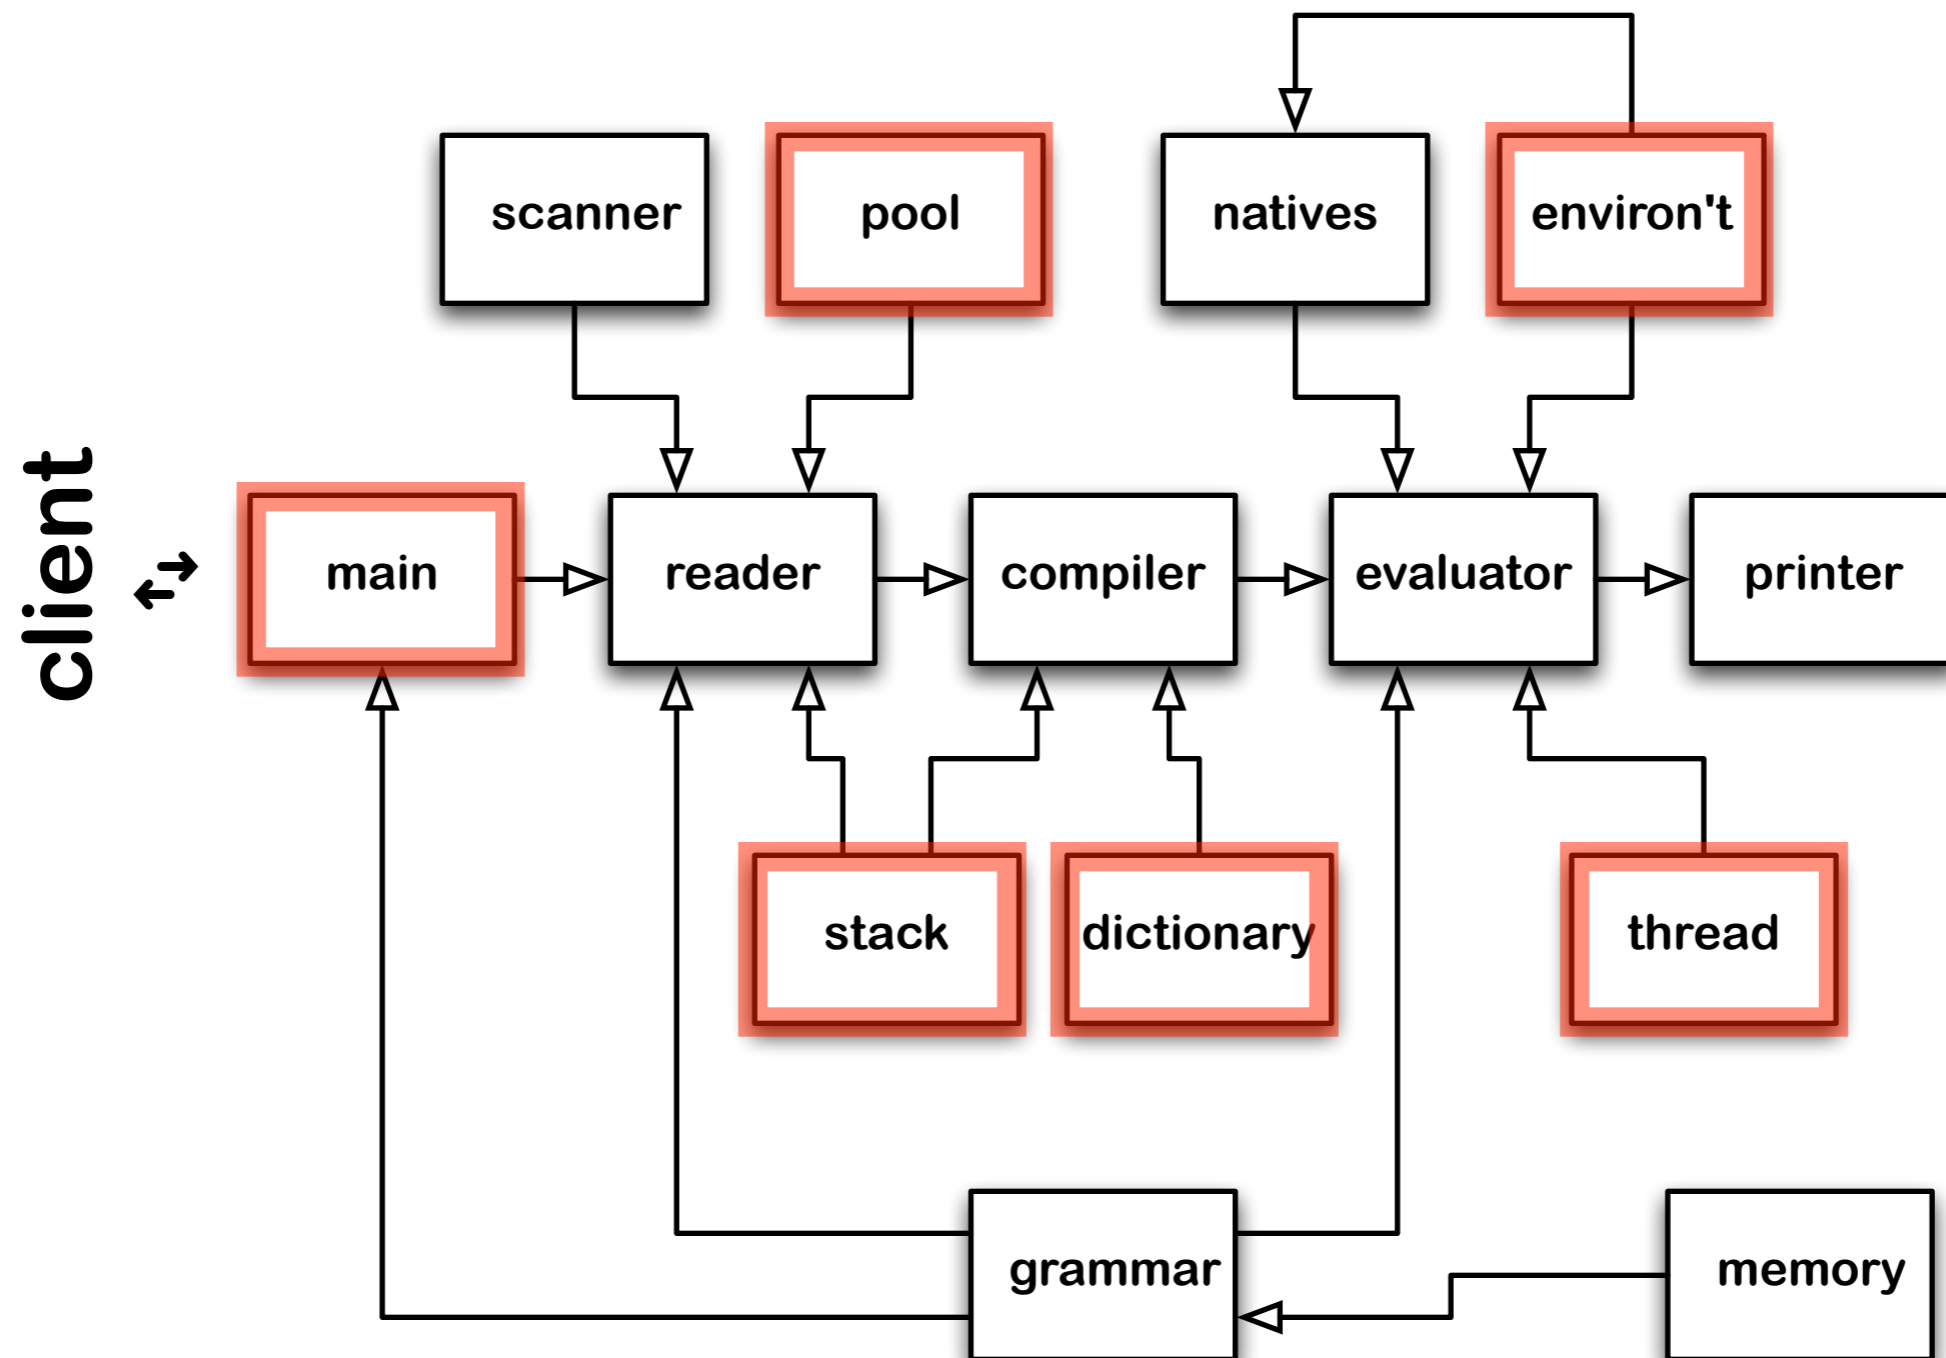 client
scanner
pool
natives
environ't
main
reader
compiler
evaluator
printer
stack
dictionary
thread
grammar
memory